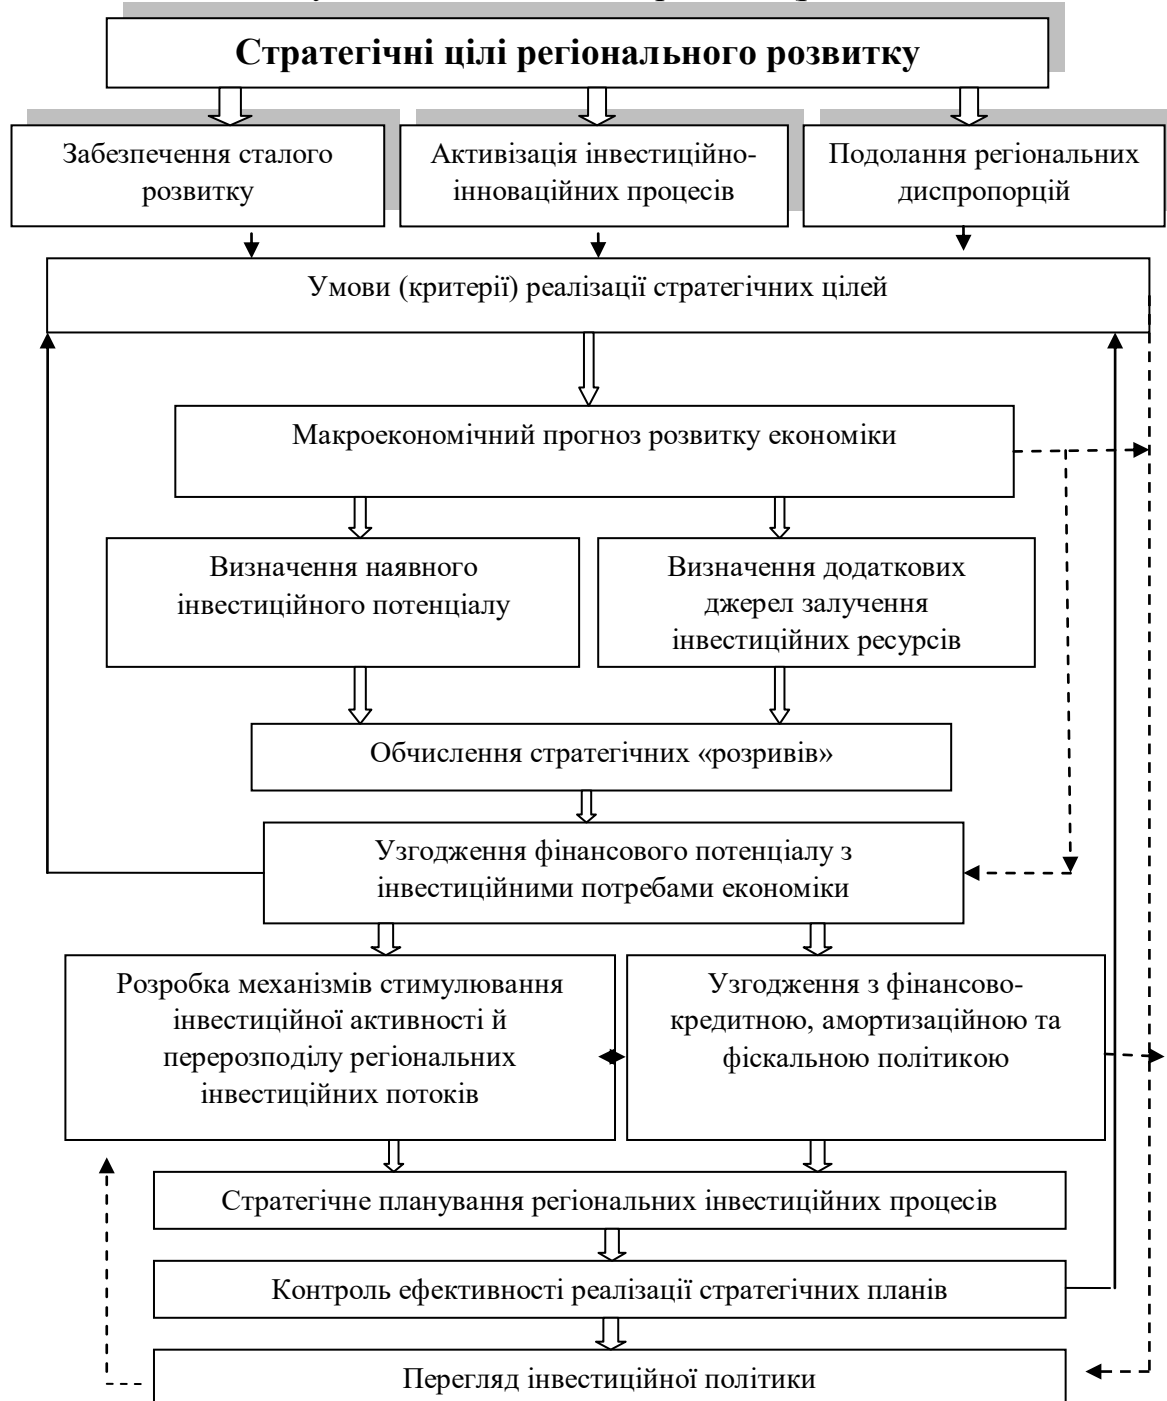 Стратегічні цілі регіонального розвитку
Забезпечення сталого
розвитку
Активізація інвестиційно-
інноваційних процесів
Подолання регіональних
диспропорцій
Умови (критерії) реалізації стратегічних цілей
Макроекономічний прогноз розвитку економіки
Визначення наявного
інвестиційного потенціалу
Визначення додаткових
джерел залучення
інвестиційних ресурсів
Обчислення стратегічних «розривів»
Узгодження фінансового потенціалу з
інвестиційними потребами економіки
Розробка механізмів стимулювання
інвестиційної активності й
перерозподілу регіональних
інвестиційних потоків
Узгодження з фінансово-
кредитною, амортизаційною та
фіскальною політикою
Стратегічне планування регіональних інвестиційних процесів
Контроль ефективності реалізації стратегічних планів
Перегляд інвестиційної політики